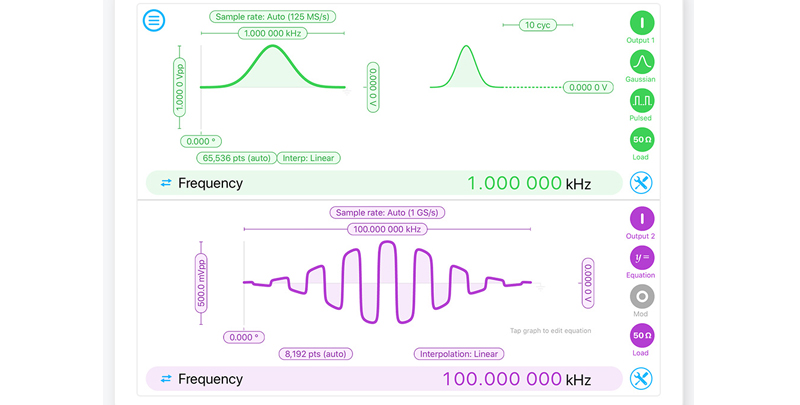 Sample rate: Auto (125 MS/s)
1.000 000 kHz
10 cyc
Output 1
1.000 0 Vpp
0.000 0 V
0.000 0 V
Gaussian
Pulsed
0.000 °
50 Ω
Load
65,536 pts (auto)
Interp: Linear
Frequency
1.000 000 kHz
Sample rate: Auto (1 GS/s)
100.000 000 kHz
Output 2
500.0 mVpp
0.000 0 V
y =
Equation
Mod
Tap graph to edit equation
0.000 °
50 Ω
Load
8,192 pts (auto)
Interpolation: Linear
Frequency
100.000 000 kHz